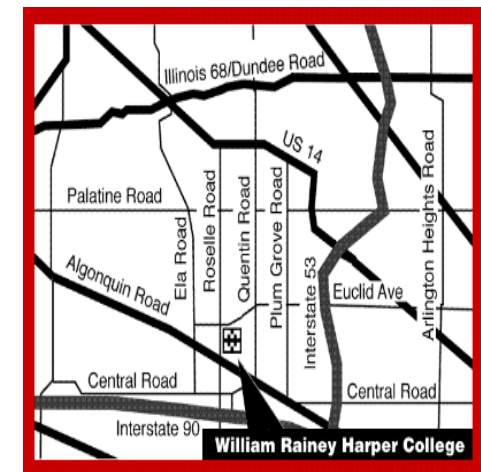 Illinois 68/Dundee Road
US 14
Palatine Road
Ela Road
Roselle Road
Quentin Road
Plum Grove Road
Interstate 53
Arlington Heights Road
Algonquin Road
Euclid Ave
Central Road
Central Road
Interstate 90
William Rainey Harper College